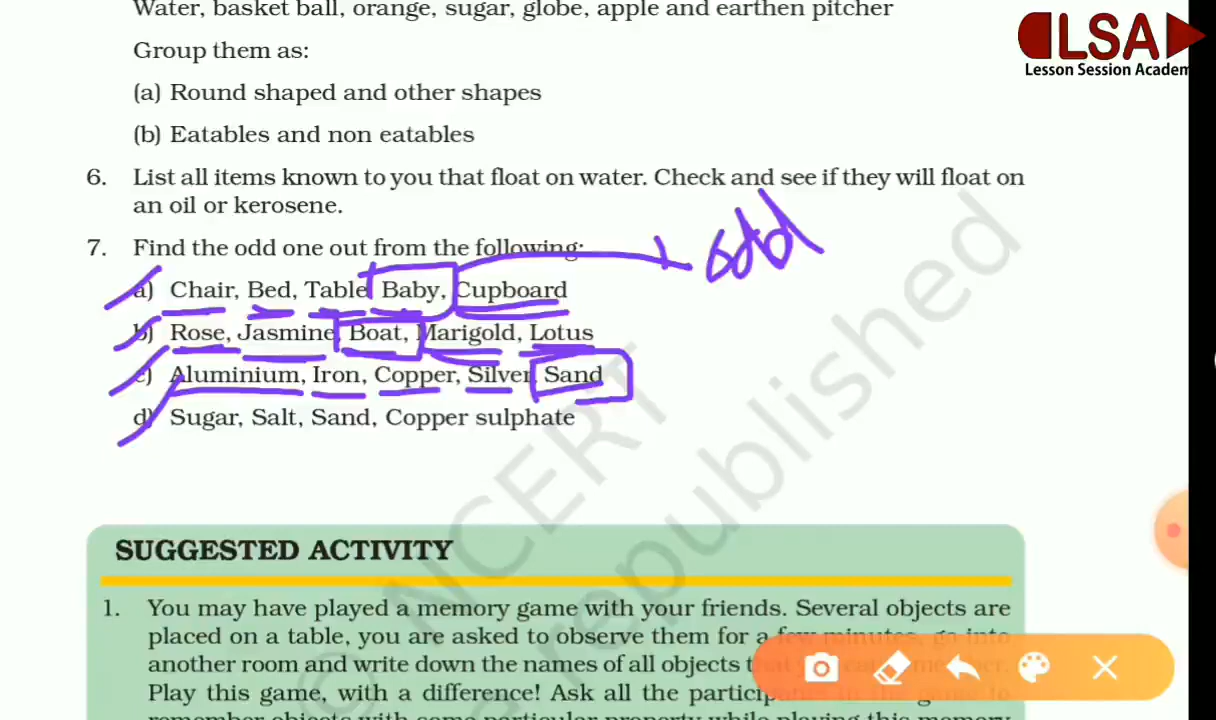 Water, basket ball, orange, sugar, globe, apple and earthen pitcher
LSA
Lesson Session Academ
Group them as:
(a) Round shaped and other shapes
(b) Eatables and non eatables
6. List all items known to you that float on water. Check and see if they will float on
an oil or kerosene.
7. Find the odd one out from the following:
odd
a) Chair, Bed, Table, Baby, Cupboard
b) Rose, Jasmine, Boat, Marigold, Lotus
c) Aluminium, Iron, Copper, Silver, Sand
d) Sugar, Salt, Sand, Copper sulphate
© NCERT
republished
SUGGESTED ACTIVITY
1. You may have played a memory game with your friends. Several objects are
placed on a table, you are asked to observe them for a few minutes, go into
another room and write down the names of all objects
Play this game, with a difference! Ask all the